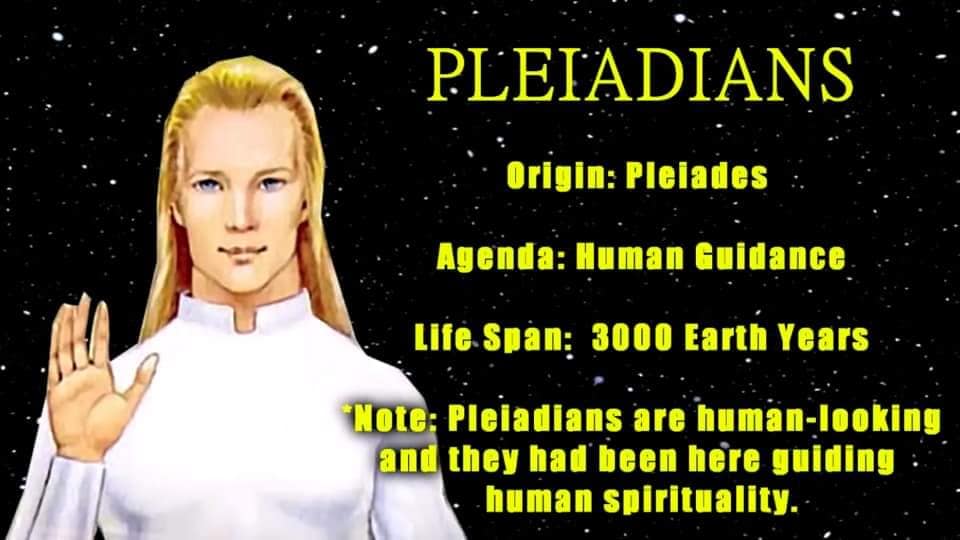 PLEIADIANS
Origin: Pleiades
Agenda: Human Guidance
Life Span: 3000 Earth Years
*Note: Pleiadians are human-looking
and they had been here guiding
human spirituality.